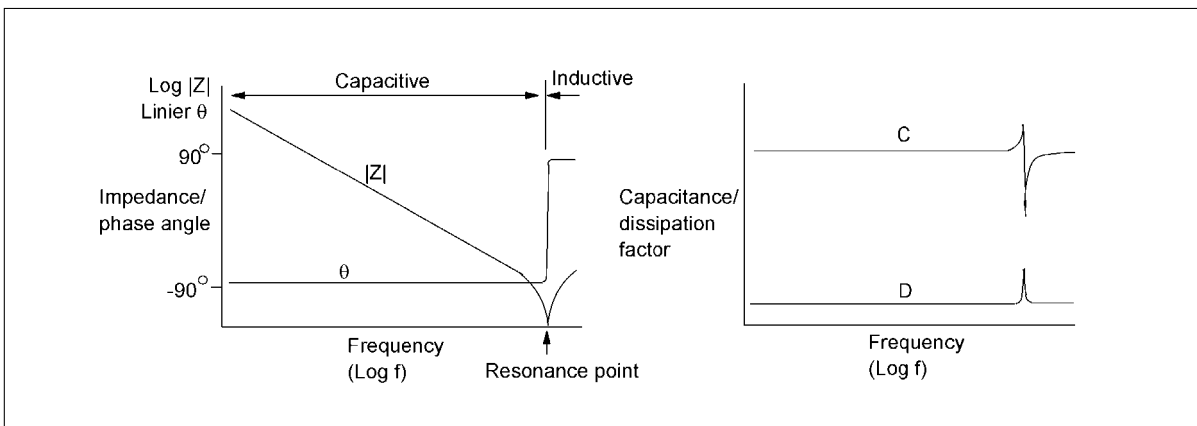 Log |Z|
Linier θ
90°
Impedance/
phase angle
-90°
Capacitive
Inductive
|Z|
θ
Frequency
(Log f)
Resonance point
Capacitance/
dissipation
factor
C
D
Frequency
(Log f)